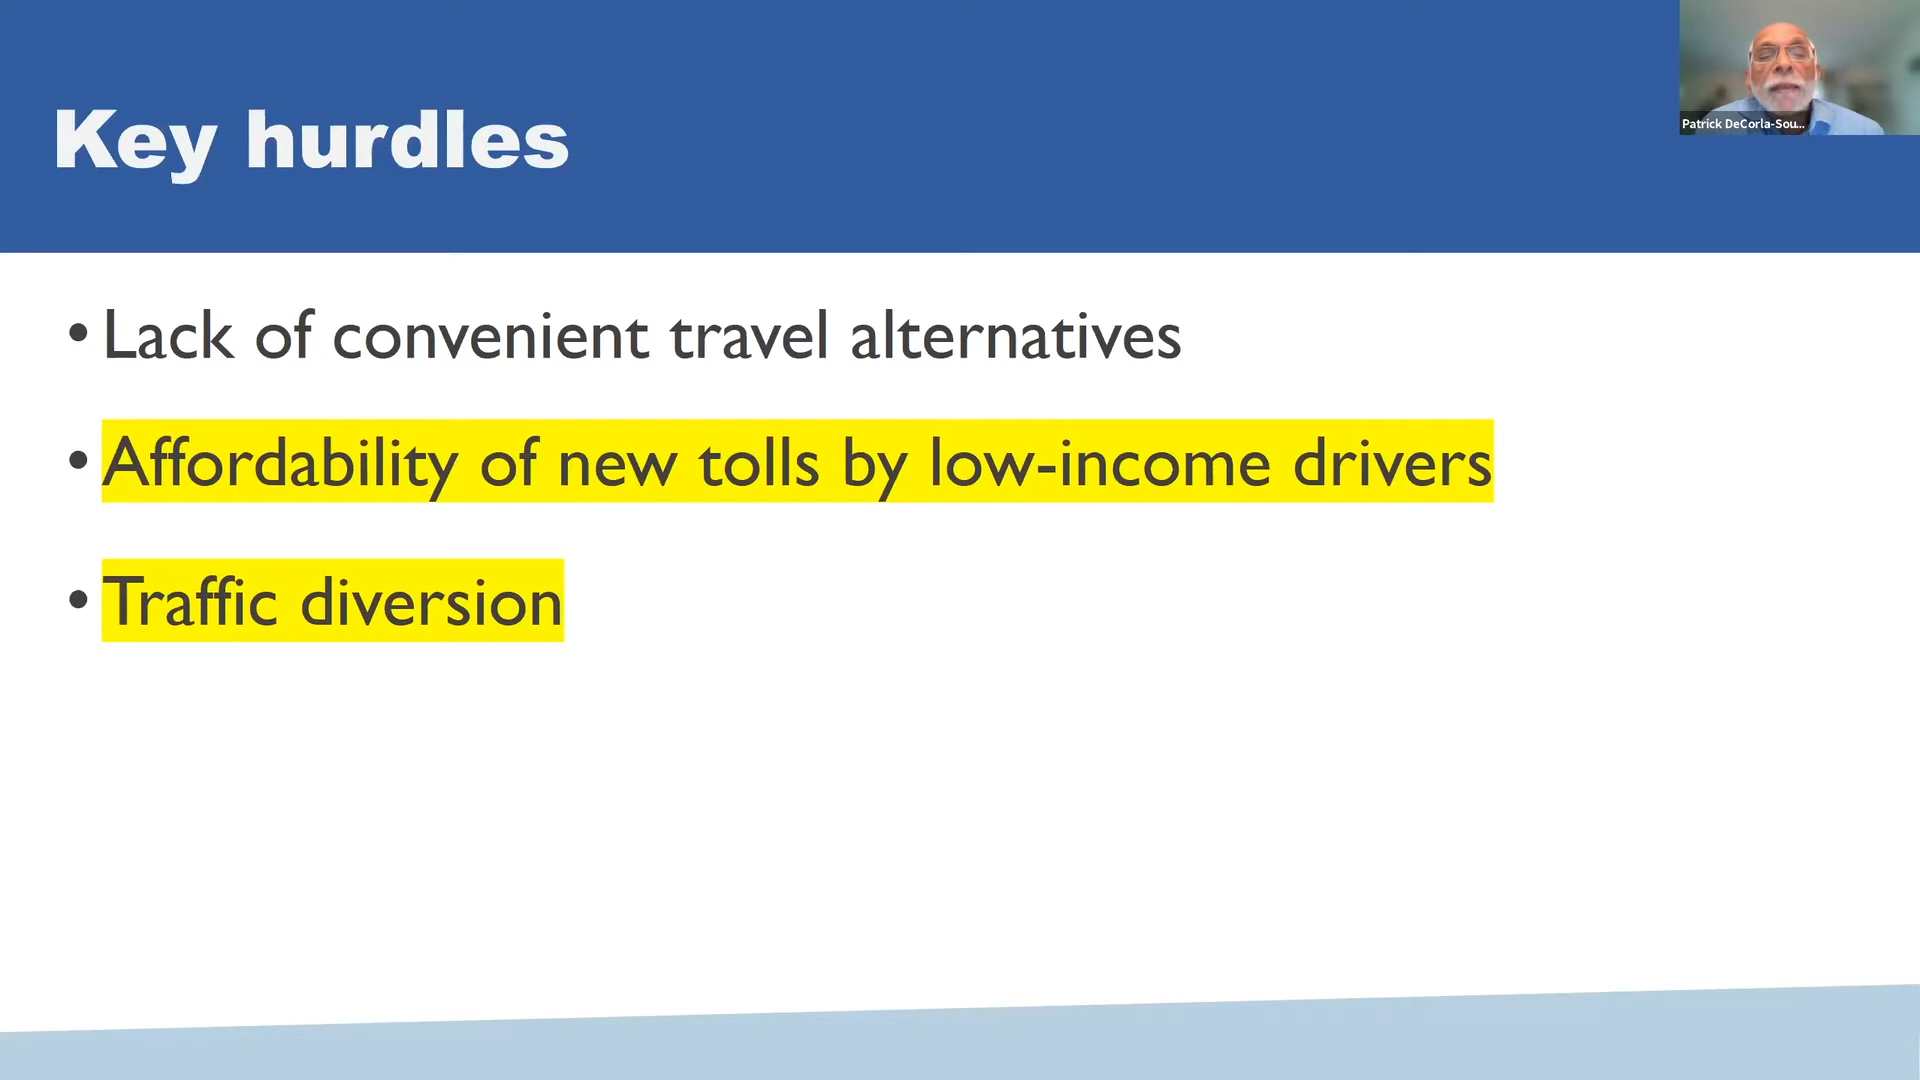 Key hurdles
Patrick DeCorla-Sou...
• Lack of convenient travel alternatives
• Affordability of new tolls by low-income drivers
• Traffic diversion